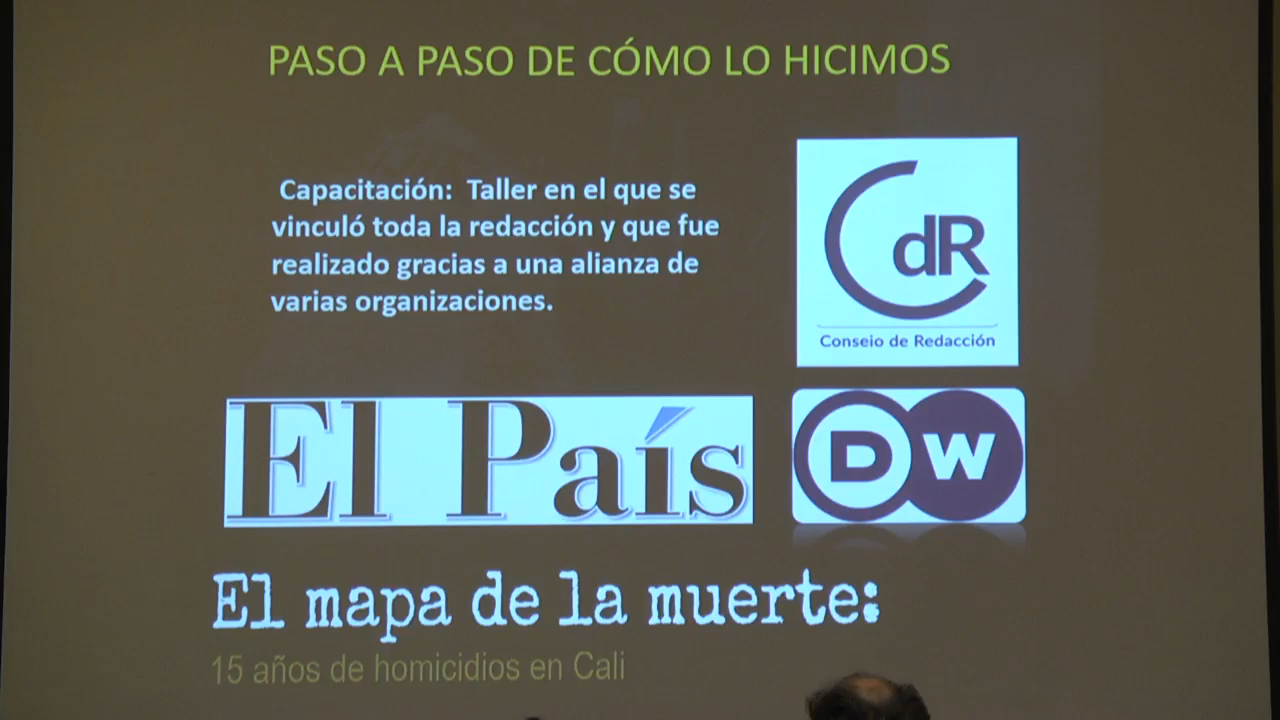 PASO A PASO DE CÓMO LO HICIMOS
Capacitación: Taller en el que se
vinculó toda la redacción y que fue
realizado gracias a una alianza de
varias organizaciones.
CdR
Consejo de Redacción
El País
DW
El mapa de la muerte:
15 años de homicidios en Cali